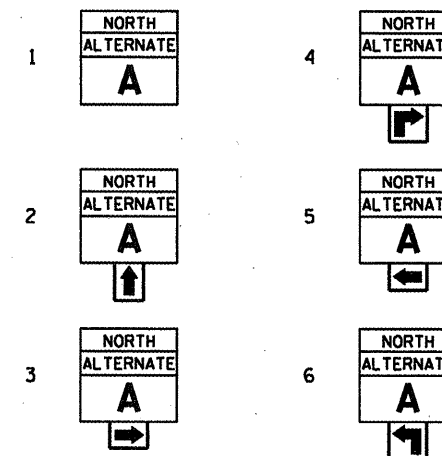 1
NORTH
ALTERNATE
A
2
NORTH
ALTERNATE
A
3
NORTH
ALTERNATE
A
4
NORTH
ALTERNAT
A
5
NORTH
ALTERNAT
A
6
NORTH
ALTERNAT
A